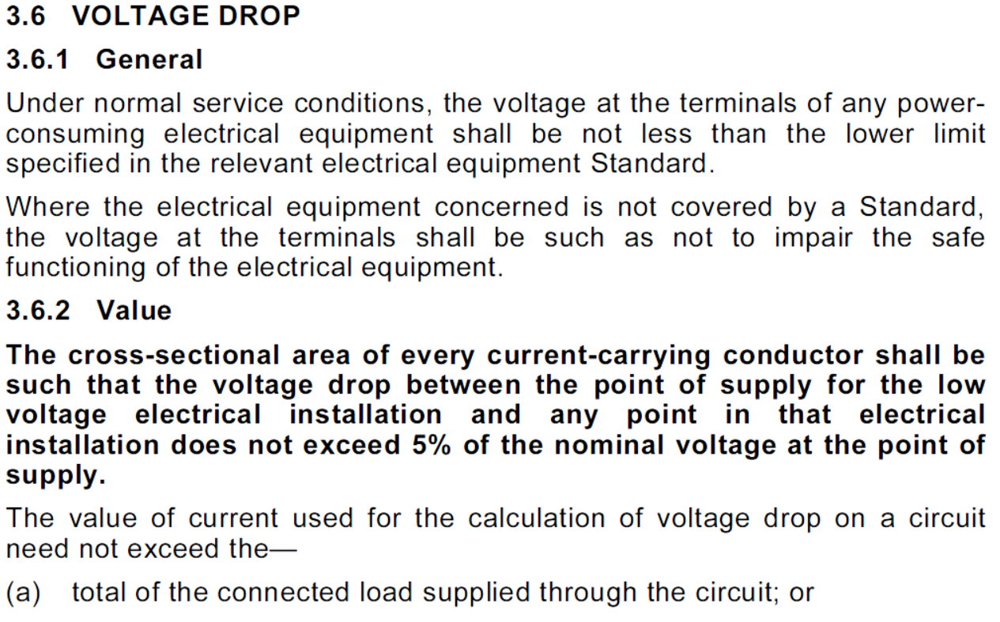 3.6 VOLTAGE DROP
3.6.1 General
Under normal service conditions, the voltage at the terminals of any power-
consuming electrical equipment shall be not less than the lower limit
specified in the relevant electrical equipment Standard.
Where the electrical equipment concerned is not covered by a Standard,
the voltage at the terminals shall be such as not to impair the safe
functioning of the electrical equipment.
3.6.2 Value
The cross-sectional area of every current-carrying conductor shall be
such that the voltage drop between the point of supply for the low
voltage electrical installation and any point in that electrical
installation does not exceed 5% of the nominal voltage at the point of
supply.
The value of current used for the calculation of voltage drop on a circuit
need not exceed the—
(a) total of the connected load supplied through the circuit; or